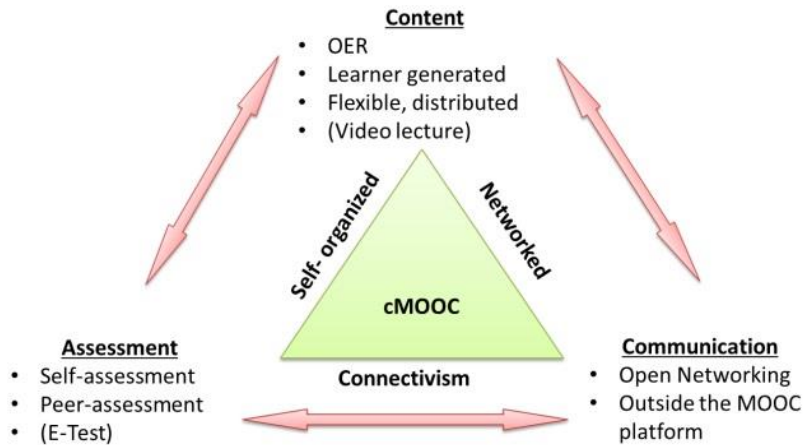 Content
• OER
• Learner generated
• Flexible, distributed
• (Video lecture)
Self- organized
Networked
cMOOC
Connectivism
Assessment
• Self-assessment
• Peer-assessment
• (E-Test)
Communication
• Open Networking
• Outside the MOOC
platform